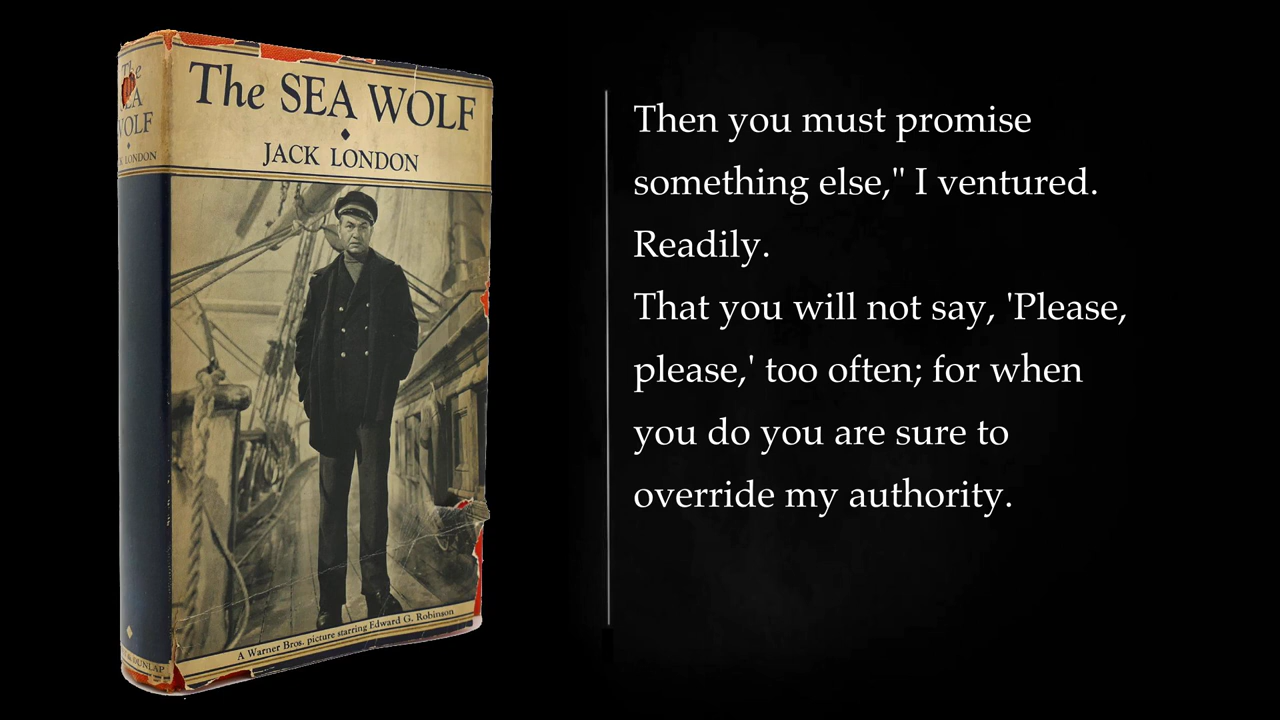 The SEA WOLF
JACK LONDON
A Warner Bros. picture starring Edward G. Robinson
The
WOLF
LONDON
DUNLAP
Then you must promise
something else," I ventured.
Readily.
That you will not say, 'Please,
please,' too often; for when
you do you are sure to
override my authority.